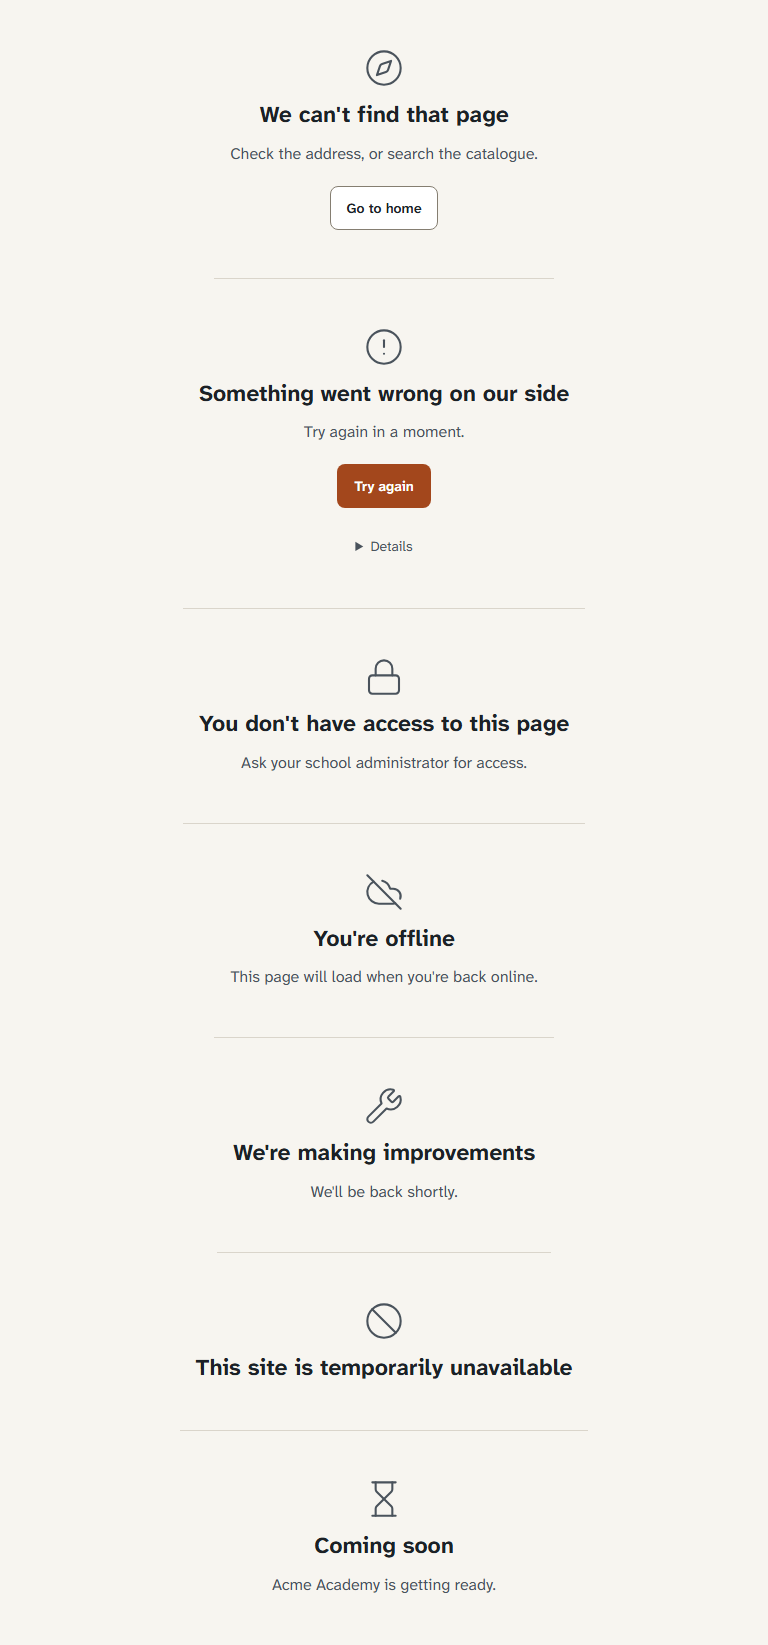 We can't find that page
Check the address, or search the catalogue.
Go to home
Something went wrong on our side
Try again in a moment.
Try again
Details
You don't have access to this page
Ask your school administrator for access.
You're offline
This page will load when you're back online.
We're making improvements
We'll be back shortly.
This site is temporarily unavailable
Coming soon
Acme Academy is getting ready.